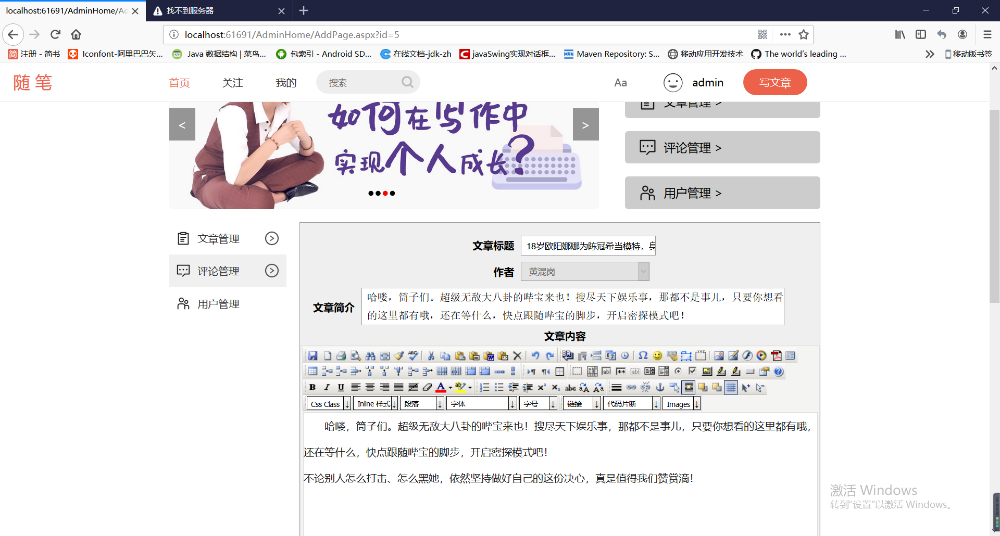 localhost:61691/AdminHome/Ad
找不到服务器
localhost:61691/AdminHome/AddPage.aspx?id=5
注册 - 简书
Iconfont-阿里巴巴矢...
Java 数据结构 | 菜鸟...
包索引 - Android SD...
在线文档-jdk-zh
javaSwing实现对话框...
Maven Repository: S...
移动应用开发技术
The world's leading ...
移动版书签
随 笔
首页
关注
我的
搜索
Aa
admin
写文章
如何在写作中
实现个人成长?
<
>
文章管理 >
评论管理 >
用户管理 >
文章管理
评论管理
用户管理
文章标题
18岁欧阳娜娜为陈冠希当模特，身
作者
黄混岗
文章简介
哈喽，筒子们。超级无敌大八卦的哔宝来也！搜尽天下娱乐事，那都不是事儿，只要你想看
的这里都有哦，还在等什么，快点跟随哔宝的脚步，开启密探模式吧！
文章内容
Css Class
Inline 样式
段落
字体
字号
链接
代码片断
Images
哈喽，筒子们。超级无敌大八卦的哔宝来也！搜尽天下娱乐事，那都不是事儿，只要你想看的这里都有哦，
还在等什么，快点跟随哔宝的脚步，开启密探模式吧！
不论别人怎么打击、怎么黑她，依然坚持做好自己的这份决心，真是值得我们赞赏滴！
激活 Windows
转到“设置”以激活 Windows。